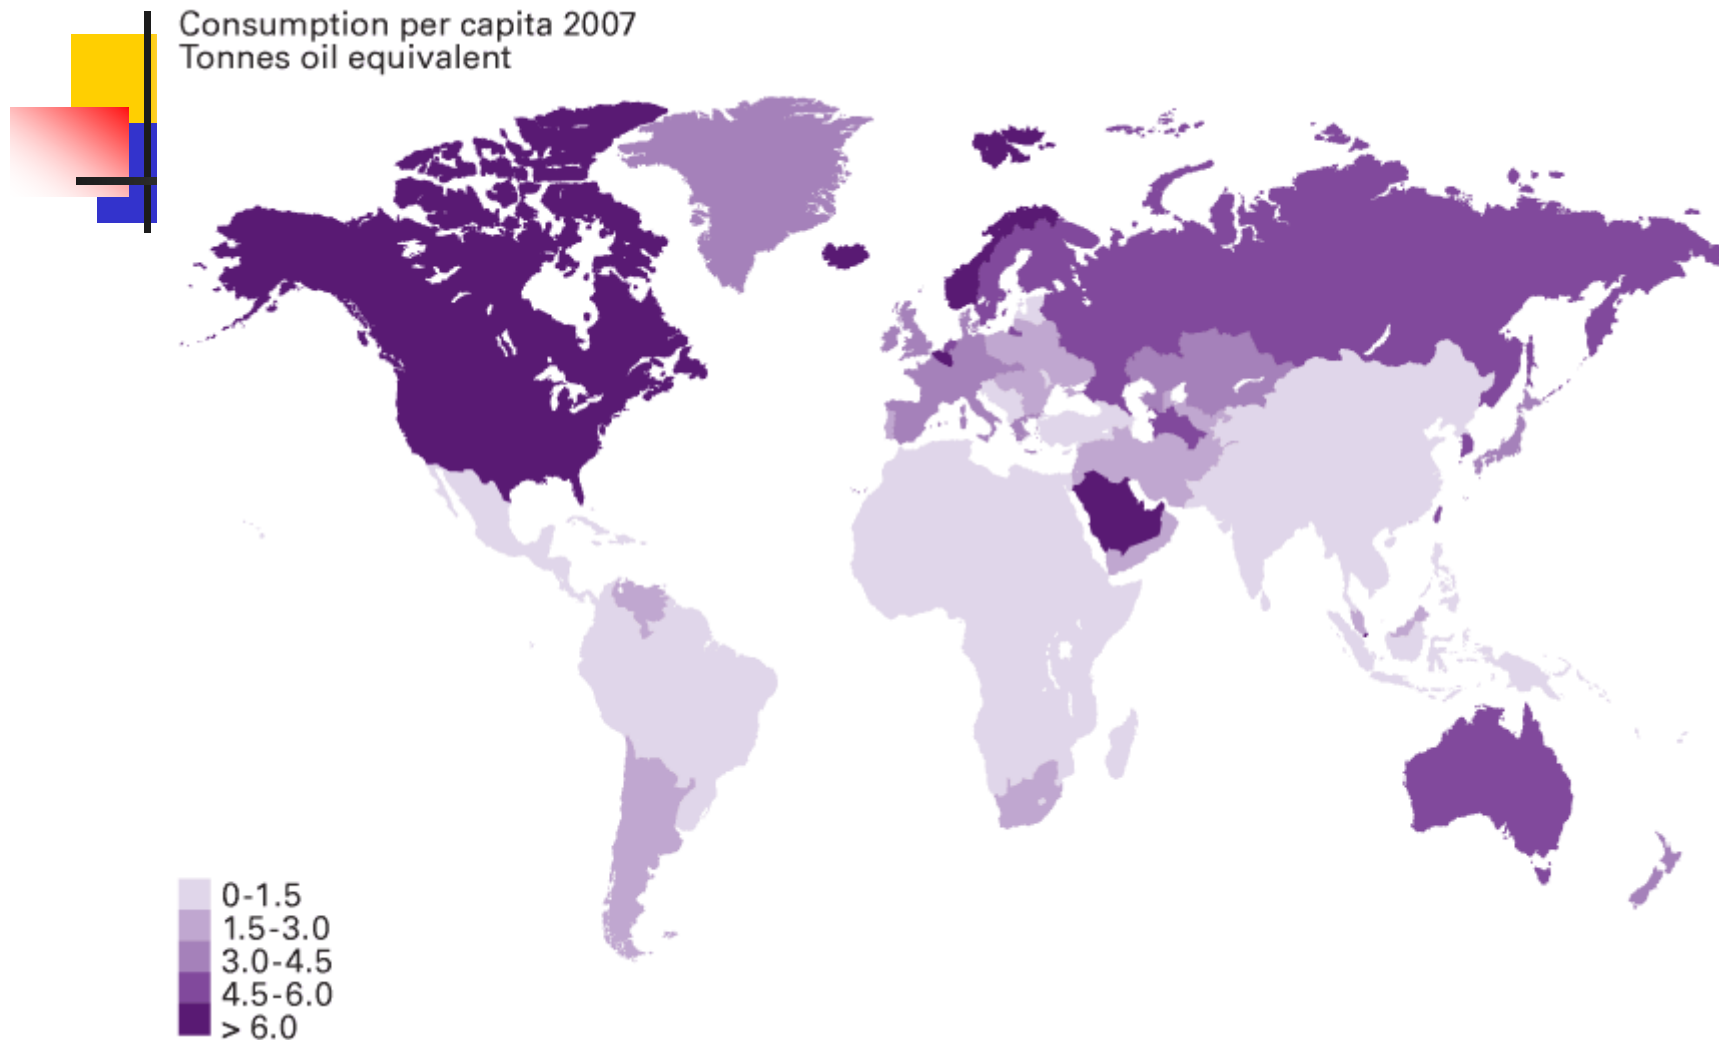 Consumption per capita 2007
Tonnes oil equivalent
0-1.5
1.5-3.0
3.0-4.5
4.5-6.0
> 6.0